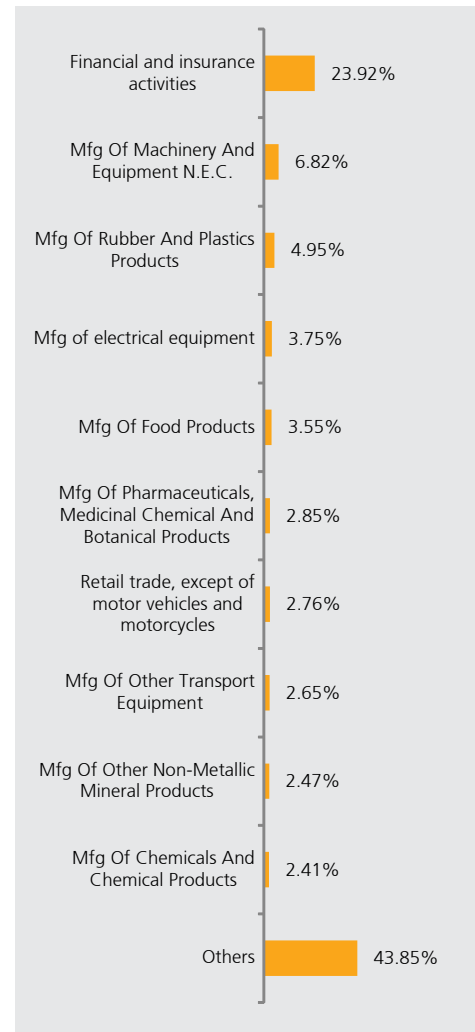 Financial and insurance
activities
23.92%
Mfg Of Machinery And
Equipment N.E.C.
6.82%
Mfg Of Rubber And Plastics
Products
4.95%
Mfg of electrical equipment
3.75%
Mfg Of Food Products
3.55%
Mfg Of Pharmaceuticals,
Medicinal Chemical And
Botanical Products
2.85%
Retail trade, except of
motor vehicles and
motorcycles
2.76%
Mfg Of Other Transport
Equipment
2.65%
Mfg Of Other Non-Metallic
Mineral Products
2.47%
Mfg Of Chemicals And
Chemical Products
2.41%
Others
43.85%